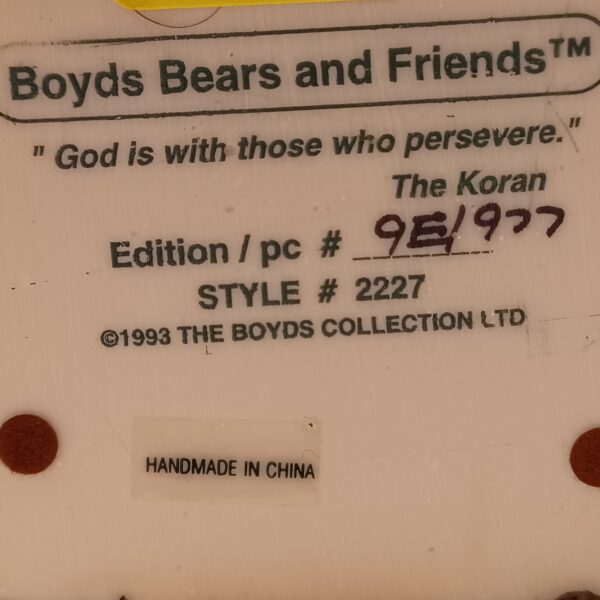 Boyds Bears and Friends™
" God is with those who persevere."
The Koran
Edition / pc # 9E/977
STYLE # 2227
©1993 THE BOYDS COLLECTION LTD
HANDMADE IN CHINA